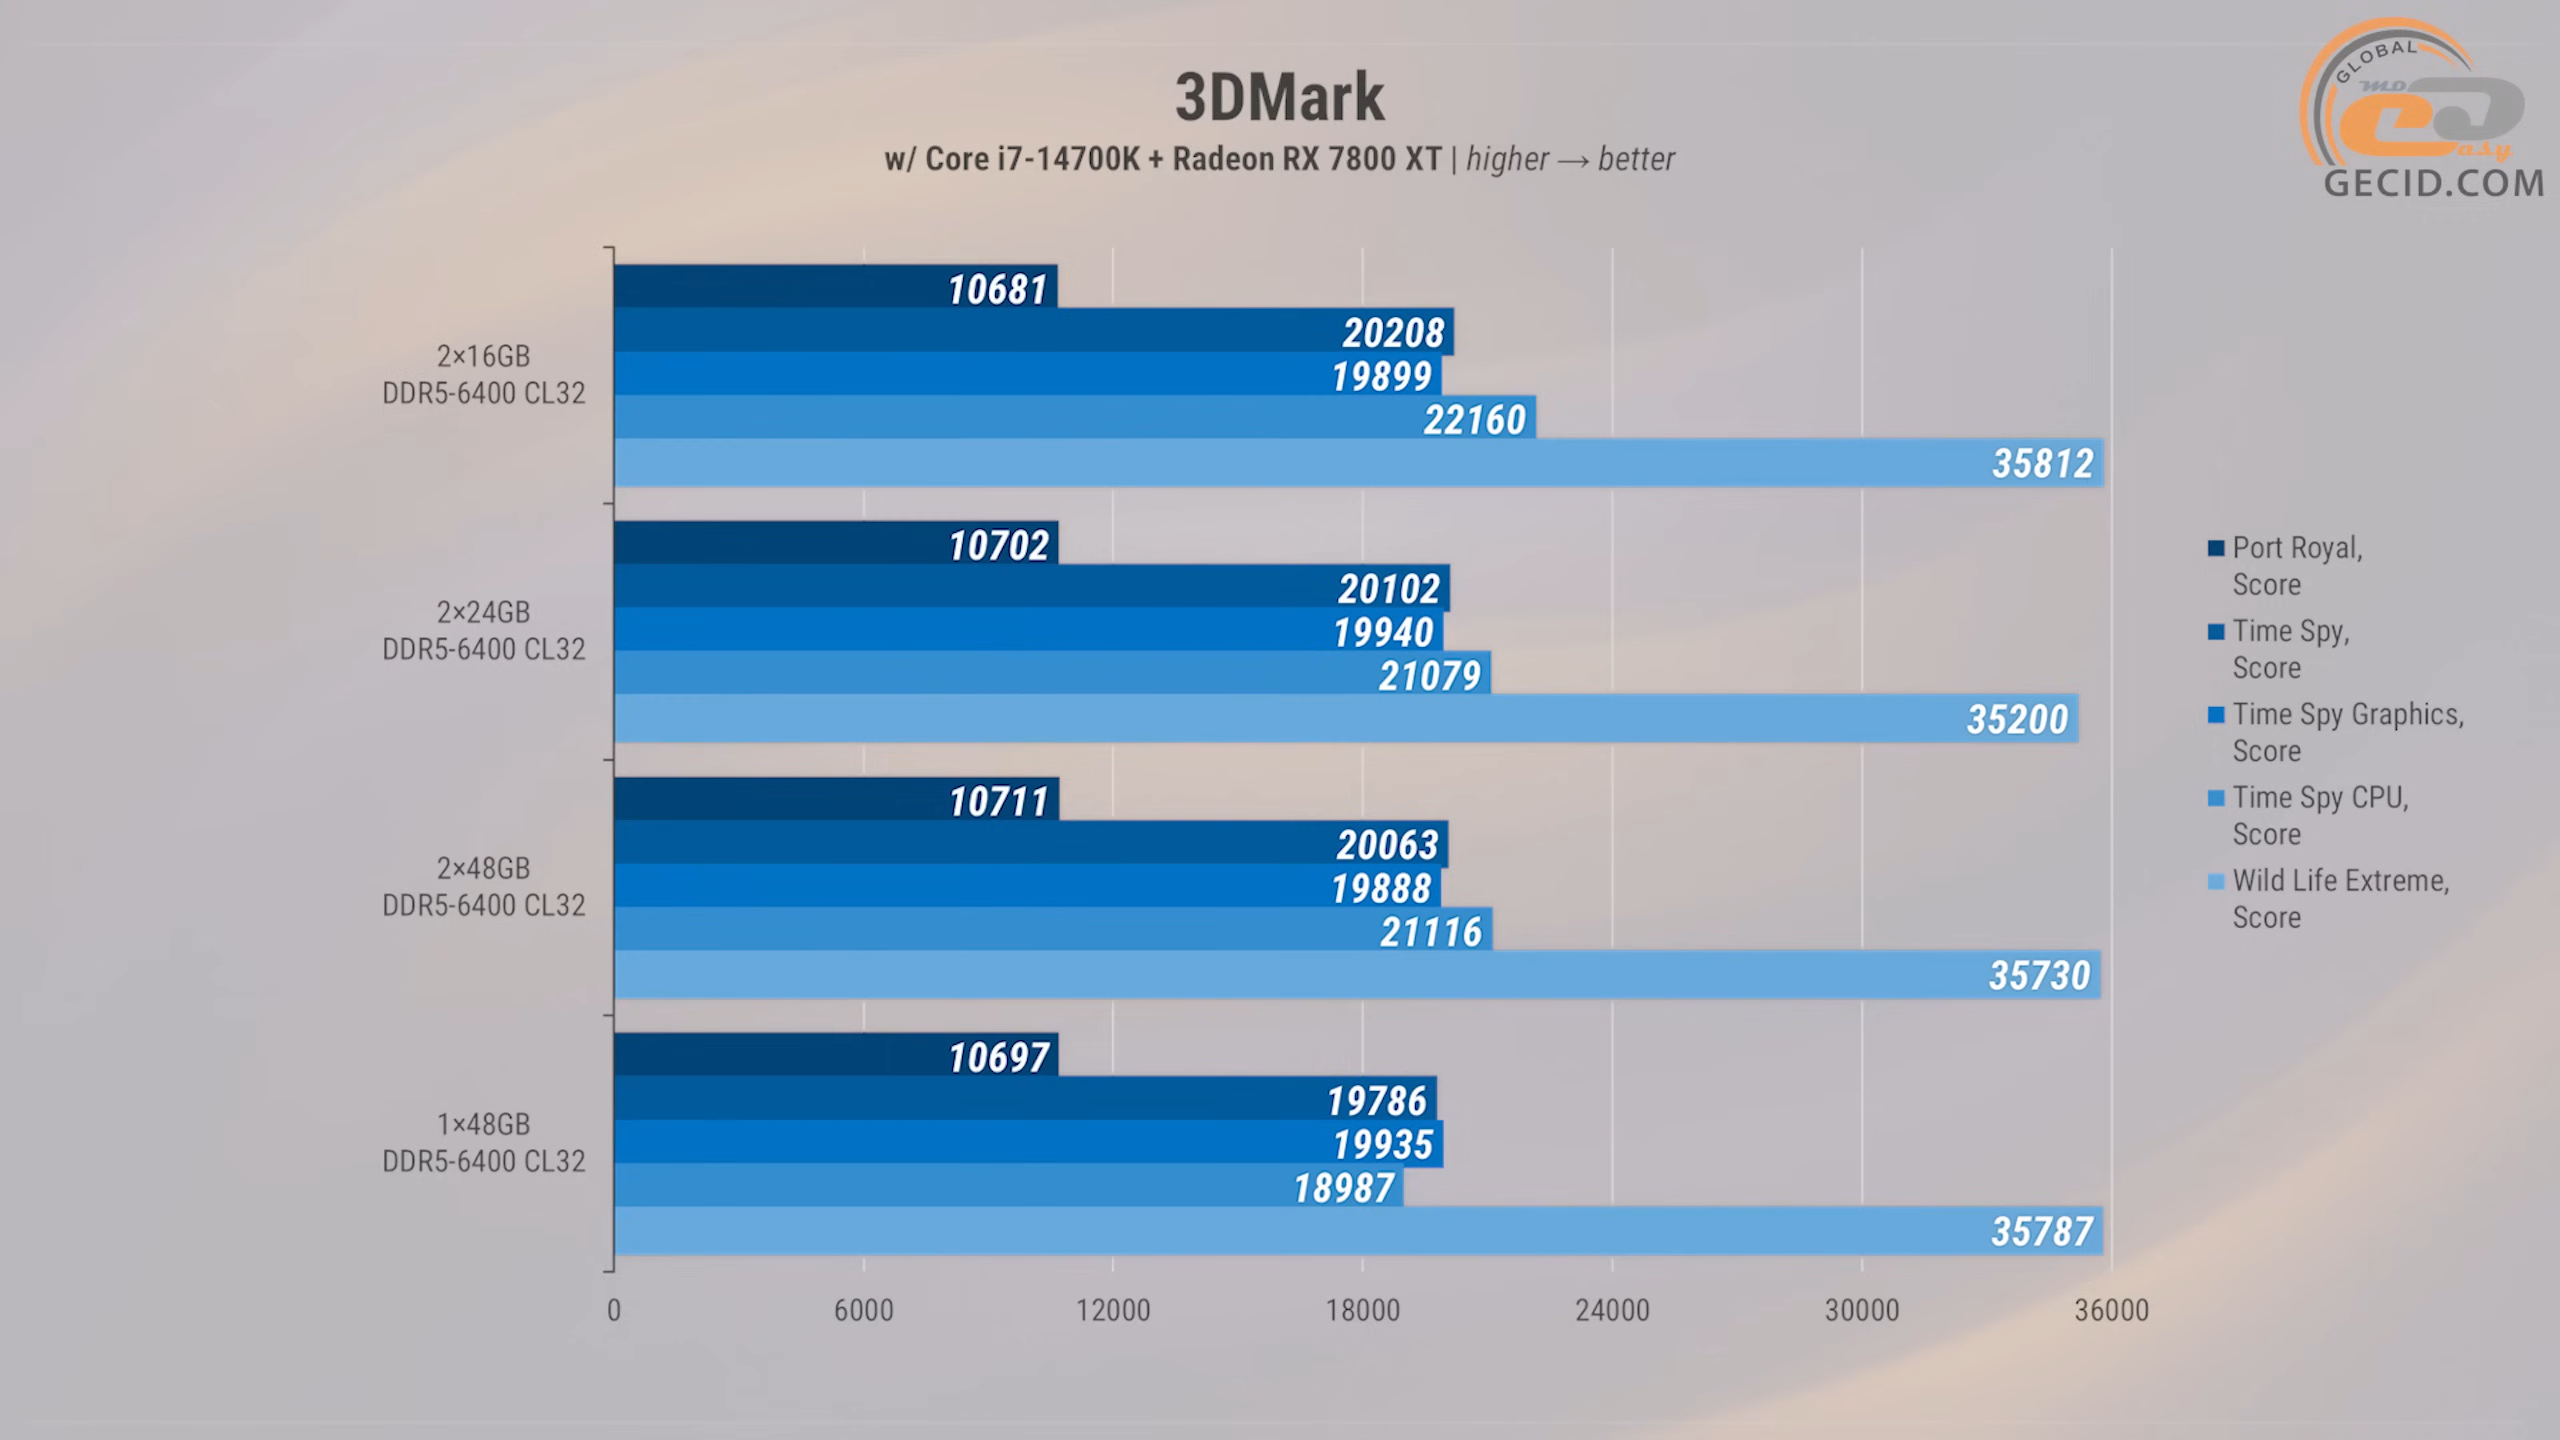 3DMark
w/ Core i7-14700K + Radeon RX 7800 XT | higher → better
GLOBAL
GECID.COM
2×16GB
DDR5-6400 CL32
10681
20208
19899
22160
35812
2×24GB
DDR5-6400 CL32
10702
20102
19940
21079
35200
2×48GB
DDR5-6400 CL32
10711
20063
19888
21116
35730
1×48GB
DDR5-6400 CL32
10697
19786
19935
18987
35787
0 6000 12000 18000 24000 30000 36000
Port Royal,
Score
Time Spy,
Score
Time Spy Graphics,
Score
Time Spy CPU,
Score
Wild Life Extreme,
Score